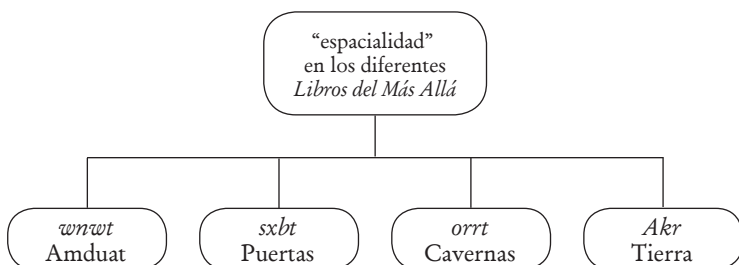 “espacialidad”
en los diferentes
Libros del Más Allá
wnwt
Amduat
sxbt
Puertas
orrt
Cavernas
Akr
Tierra